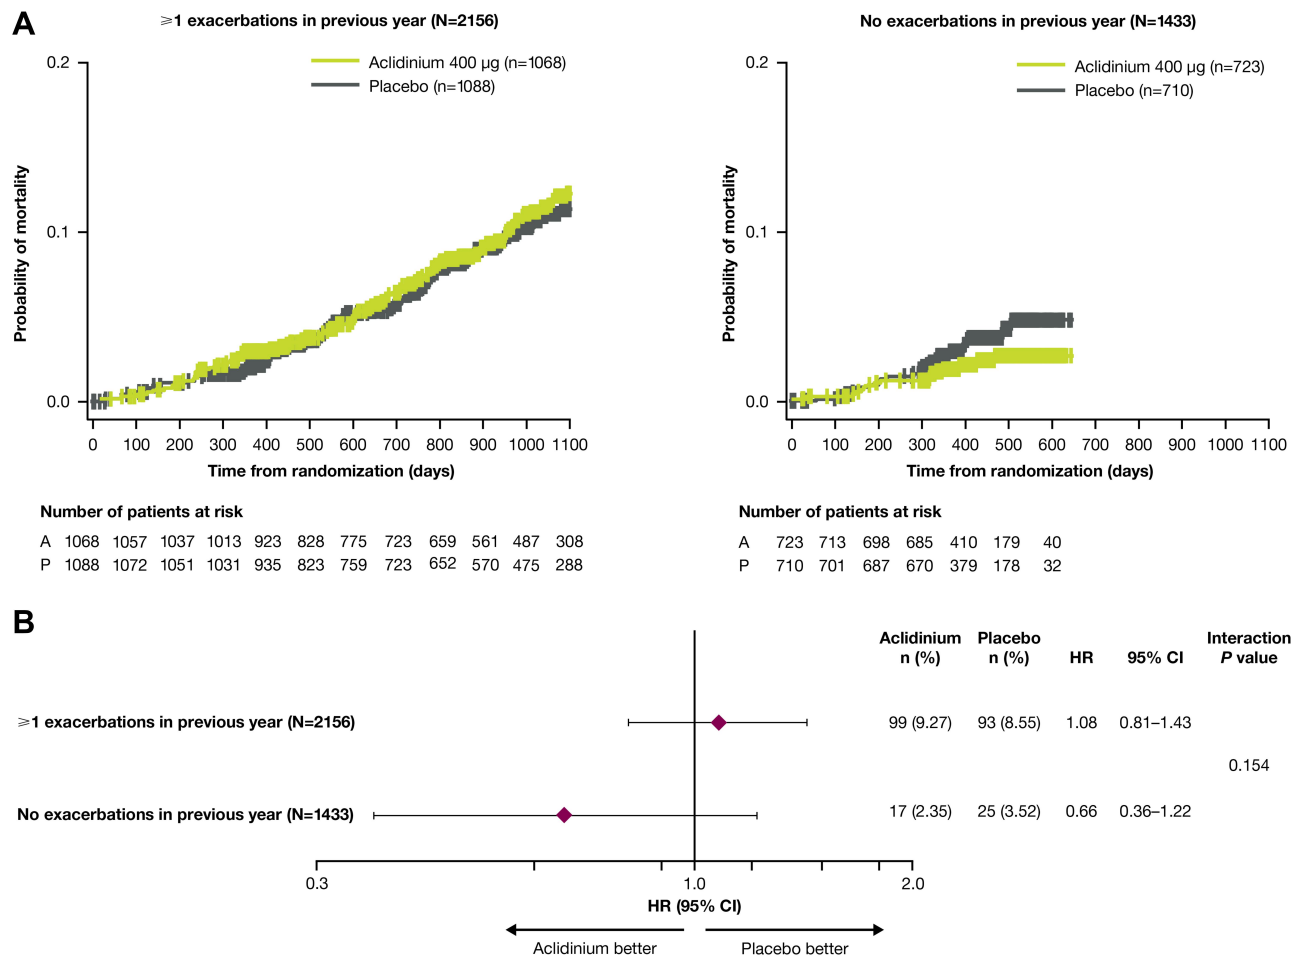 A
⩾1 exacerbations in previous year (N=2156)
Aclidinium 400 µg (n=1068)
Placebo (n=1088)
0.2
0.1
0.0
Probability of mortality
0 100 200 300 400 500 600 700 800 900 1000 1100
Time from randomization (days)
Number of patients at risk
A 1068 1057 1037 1013 923 828 775 723 659 561 487 308
P 1088 1072 1051 1031 935 823 759 723 652 570 475 288
No exacerbations in previous year (N=1433)
Aclidinium 400 µg (n=723)
Placebo (n=710)
0.2
0.1
0.0
Probability of mortality
0 100 200 300 400 500 600 700 800 900 1000 1100
Time from randomization (days)
Number of patients at risk
A 723 713 698 685 410 179 40
P 710 701 687 670 379 178 32
B
Aclidinium Placebo Interaction
n (%) n (%) HR 95% CI P value
⩾1 exacerbations in previous year (N=2156) 99 (9.27) 93 (8.55) 1.08 0.81–1.43
0.154
No exacerbations in previous year (N=1433) 17 (2.35) 25 (3.52) 0.66 0.36–1.22
0.3 1.0 2.0
HR (95% CI)
Aclidinium better Placebo better